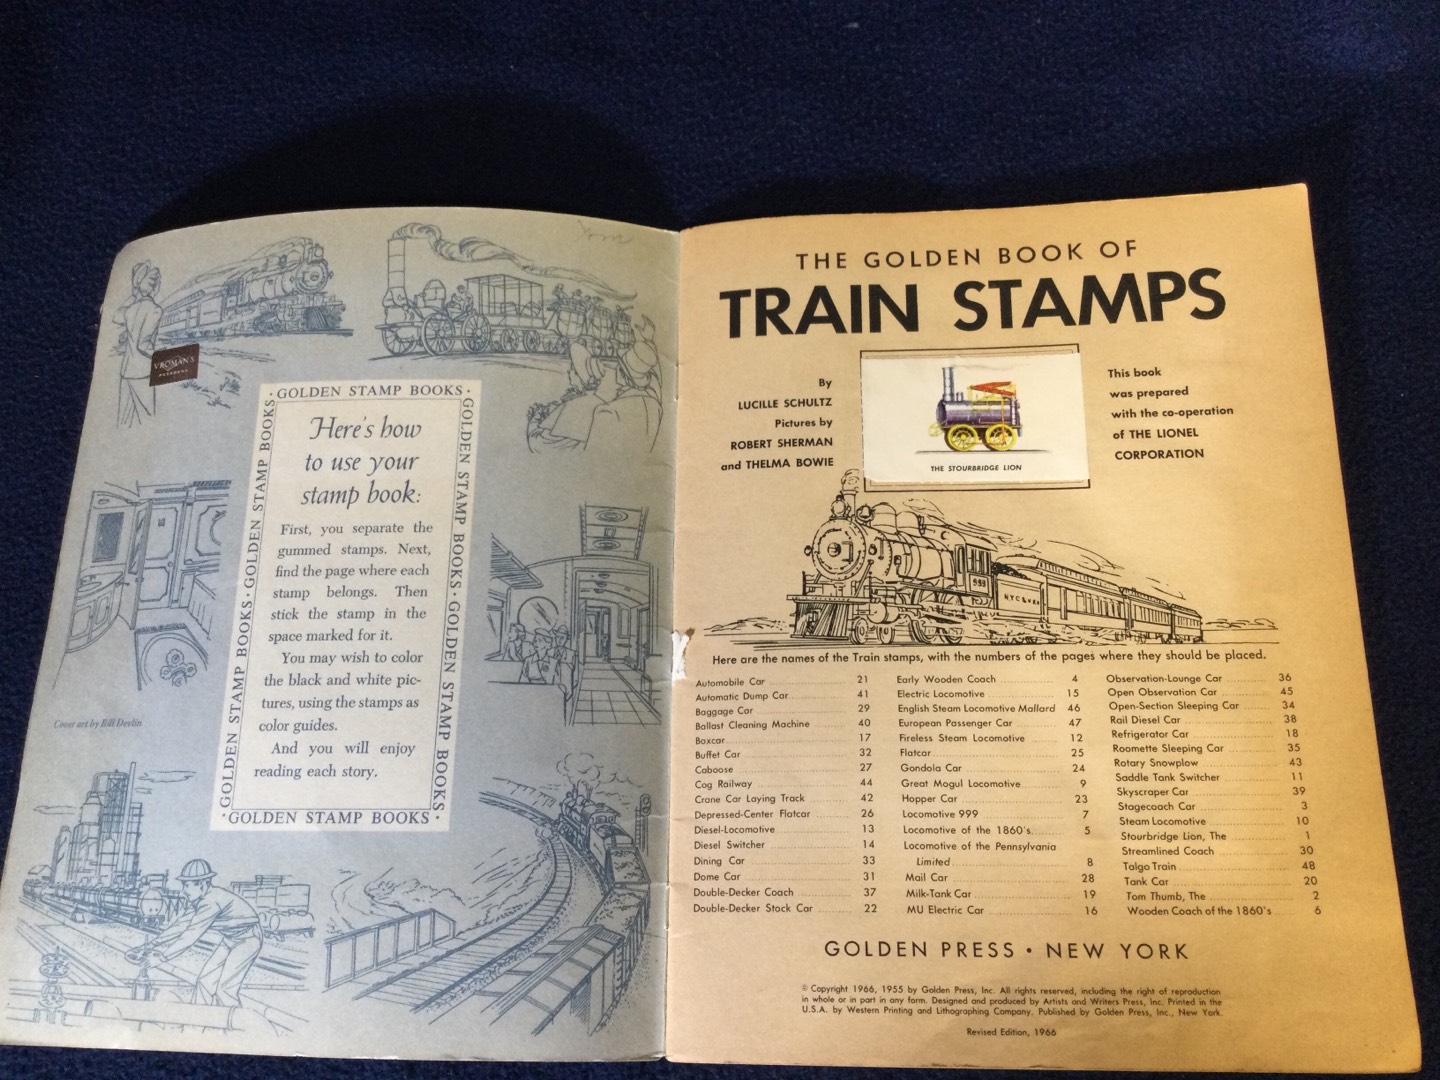 VROMAN'S
GOLDEN STAMP BOOKS
GOLDEN STAMP BOOKS · GOLDEN STAMP BOOKS
GOLDEN STAMP BOOKS · GOLDEN STAMP BOOKS
· GOLDEN STAMP BOOKS ·
Here's how
to use your
stamp book:
First, you separate the
gummed stamps. Next,
find the page where each
stamp belongs. Then
stick the stamp in the
space marked for it.
You may wish to color
the black and white pic-
tures, using the stamps as
color guides.
And you will enjoy
reading each story.
Cover art by Bill Devlin
THE GOLDEN BOOK OF
TRAIN STAMPS
By
LUCILLE SCHULTZ
Pictures by
ROBERT SHERMAN
and THELMA BOWIE
THE STOURBRIDGE LION
This book
was prepared
with the co-operation
of THE LIONEL
CORPORATION
999
Here are the names of the Train stamps, with the numbers of the pages where they should be placed.
Automobile Car 21
Automatic Dump Car 41
Baggage Car 29
Ballast Cleaning Machine 40
Boxcar 17
Buffet Car 32
Caboose 27
Cog Railway 44
Crane Car Laying Track 42
Depressed-Center Flatcar 26
Diesel-Locomotive 13
Diesel Switcher 14
Dining Car 33
Dome Car 31
Double-Decker Coach 37
Double-Decker Stock Car 22
Early Wooden Coach 4
Electric Locomotive 15
English Steam Locomotive Mallard 46
European Passenger Car 47
Fireless Steam Locomotive 12
Flatcar 25
Gondola Car 24
Great Mogul Locomotive 9
Hopper Car 23
Locomotive 999 7
Locomotive of the 1860's 5
Locomotive of the Pennsylvania
Limited 8
Mail Car 28
Milk-Tank Car 19
MU Electric Car 16
Observation-Lounge Car 36
Open Observation Car 45
Open-Section Sleeping Car 34
Rail Diesel Car 38
Refrigerator Car 18
Roomette Sleeping Car 35
Rotary Snowplow 43
Saddle Tank Switcher 11
Skyscraper Car 39
Stagecoach Car 3
Steam Locomotive 10
Stourbridge Lion, The 1
Streamlined Coach 30
Talgo Train 48
Tank Car 20
Tom Thumb, The 2
Wooden Coach of the 1860's 6
GOLDEN PRESS · NEW YORK
© Copyright 1966, 1955 by Golden Press, Inc. All rights reserved, including the right of reproduction
in whole or in part in any form. Designed and produced by Artists and Writers Press, Inc. Printed in the
U.S.A. by Western Printing and Lithographing Company. Published by Golden Press, Inc., New York.
Revised Edition, 1966